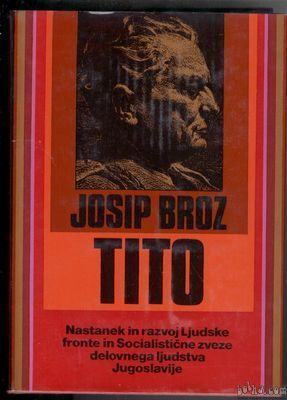 JOSIP BROZ
TITO
Nastanek in razvoj Ljudske
fronte in Socialistične zveze
delovnega ljudstva
Jugoslavije